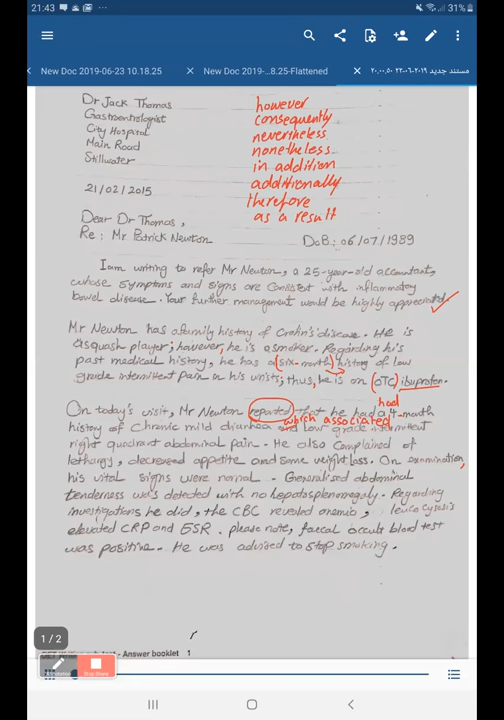 21:43
31%
New Doc 2019-06-23 10.18.25
New Doc 2019-...8.25-Flattened
مستند جدید ۲۰۱۹-۰۶-۲۳ ۲۰.۰۰.۵۰
Dr Jack Thomas
Gastroentrologist
City Hospital
Main Road
Stillwater
however
consequently
nevertheless
nonetheless
in addition
additionally
therefore
as a result
21/02/2015
Dear Dr Thomas,
Re: Mr Patrick Newton
DoB: 06/07/1989
I am writing to refer Mr Newton, a 25-year-old accountant,
whose symptoms and signs are consistent with inflammatory
bowel disease. Your further management would be highly appreciated.
Mr Newton has a family history of Crohn's disease. He is
a squash player; however, he is a smoker. Regarding his
past medical history, he has a (six-month) history of low
grade intermittent pain in his wrists; thus, he is on (OTC) ibuprofen.
had
On today's visit, Mr Newton reported that he had a 4-month
which associated
history of chronic mild diarrhea and low grade intermittent
right quadrant abdominal pain. He also complained of
lethargy, decreased appetite and some weight loss. On examination,
his vital signs were normal. Generalised abdominal
tenderness was detected with no hepatosplenomegaly. Regarding
investigations he did, the CBC revealed anemia, leucocytosis
elevated CRP and ESR. please note, faecal occult blood test
was positive. He was advised to stop smoking.
1 / 2
- Answer booklet 1